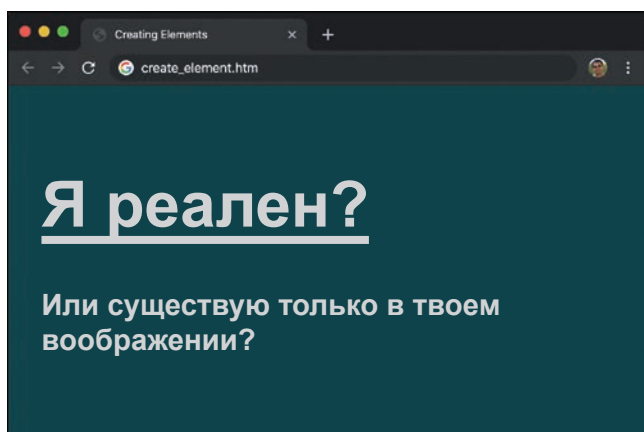 Creating Elements
create_element.htm
Я реален?
Или существую только в твоем
воображении?